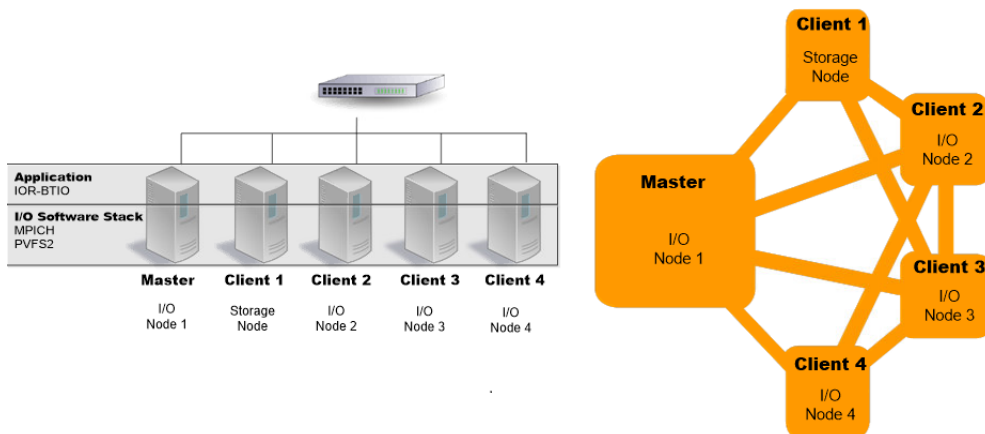 Application
IOR-BTIO
I/O Software Stack
MPICH
PVFS2
Master
Client 1
Client 2
Client 3
Client 4
I/O
Node 1
Storage
Node
I/O
Node 2
I/O
Node 3
I/O
Node 4
.
Client 1
Storage
Node
Client 2
I/O
Node 2
Master
I/O
Node 1
Client 3
I/O
Node 3
Client 4
I/O
Node 4